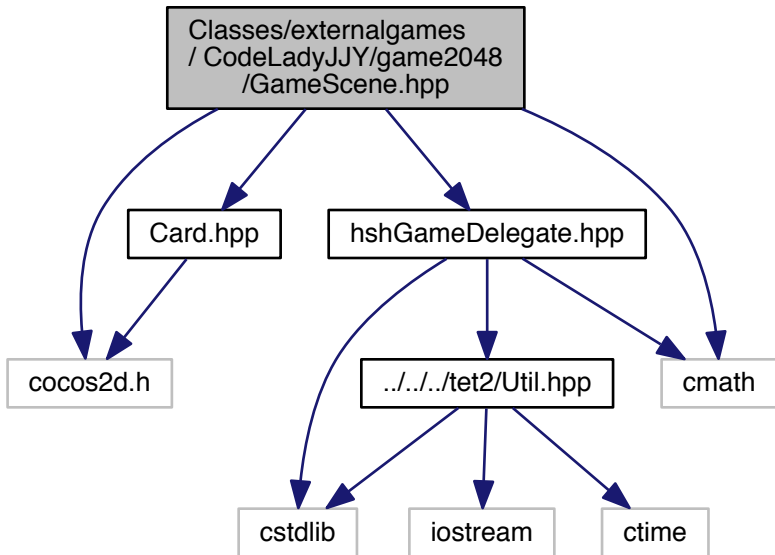 Classes/externalgames
/ CodeLadyJJY/game2048
/GameScene.hpp
Card.hpp
hshGameDelegate.hpp
cocos2d.h
../../../tet2/Util.hpp
cmath
cstdlib
iostream
ctime